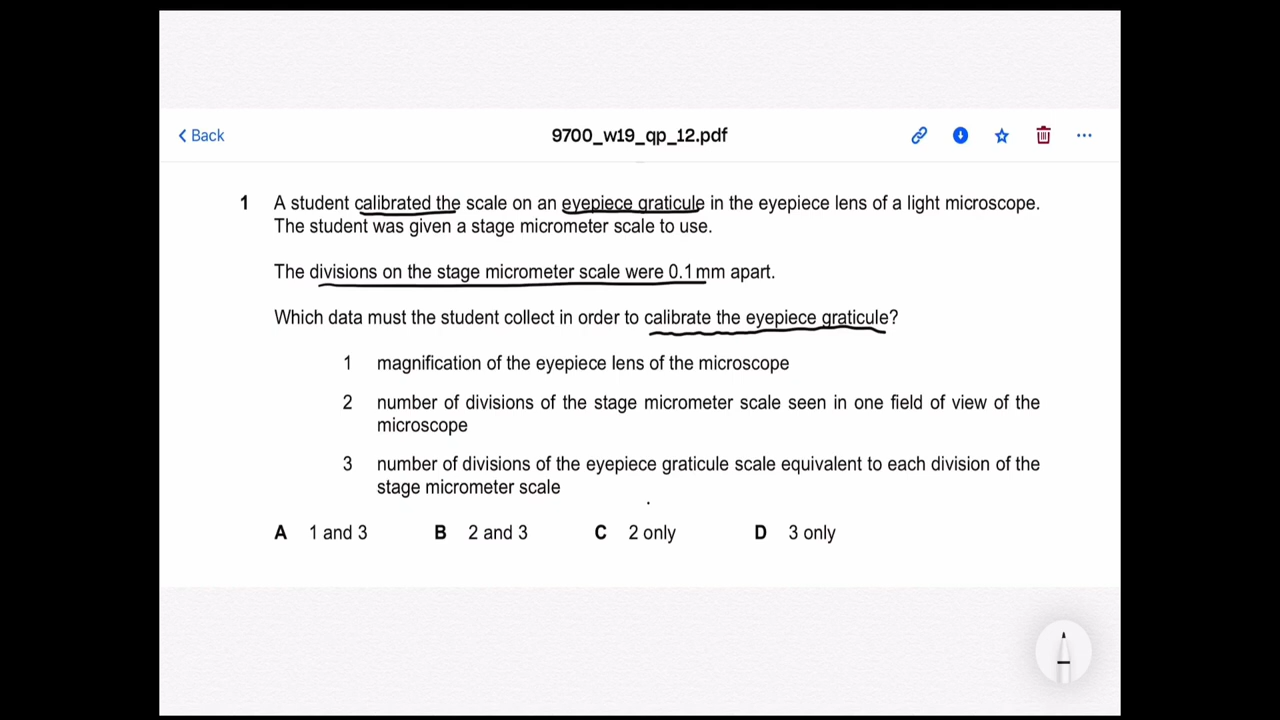 Back
9700_w19_qp_12.pdf
1 A student calibrated the scale on an eyepiece graticule in the eyepiece lens of a light microscope.
The student was given a stage micrometer scale to use.
The divisions on the stage micrometer scale were 0.1 mm apart.
Which data must the student collect in order to calibrate the eyepiece graticule?
1 magnification of the eyepiece lens of the microscope
2 number of divisions of the stage micrometer scale seen in one field of view of the
microscope
3 number of divisions of the eyepiece graticule scale equivalent to each division of the
stage micrometer scale
A 1 and 3 B 2 and 3 C 2 only D 3 only